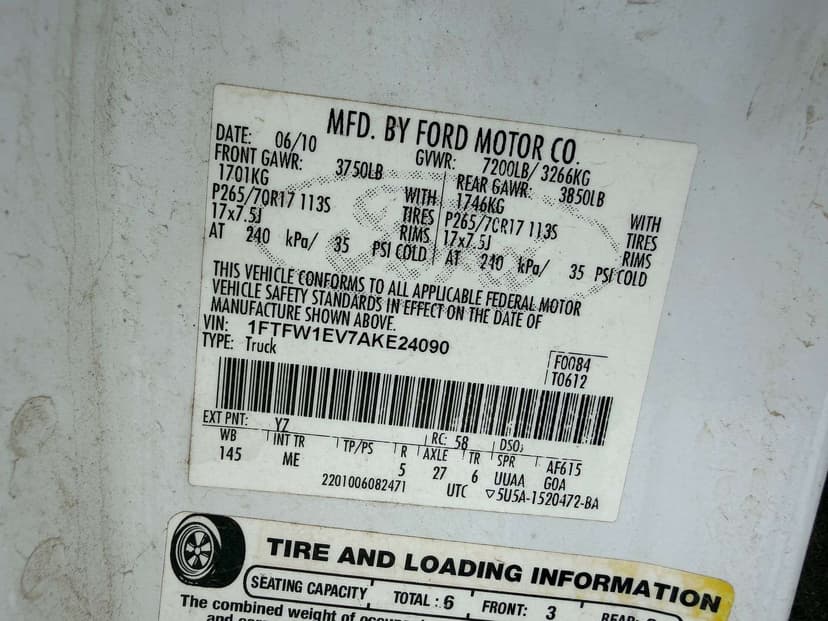 MFD. BY FORD MOTOR CO.
DATE: 06/10 GVWR: 7200LB/ 3266KG
FRONT GAWR: 3750LB REAR GAWR: 3850LB
1701KG WITH 1746KG WITH
P265/70R17 113S TIRES P265/70R17 113S TIRES
17x7.5J RIMS 17x7.5J RIMS
AT 240 kPa/ 35 PSI COLD AT 240 kPa/ 35 PSI COLD
THIS VEHICLE CONFORMS TO ALL APPLICABLE FEDERAL MOTOR
VEHICLE SAFETY STANDARDS IN EFFECT ON THE DATE OF
MANUFACTURE SHOWN ABOVE.
VIN: 1FTFW1EV7AKE24090
TYPE: Truck
F0084
T0612
EXT PNT: YZ RC: 58 DSO:
WB INT TR TP/PS R AXLE TR SPR AF615
145 ME 5 27 6 UUAA GOA
2201006082471 UTC ▽5U5A-1520472-BA
TIRE AND LOADING INFORMATION
SEATING CAPACITY TOTAL : 6 FRONT: 3 REAR:
The combined weight of